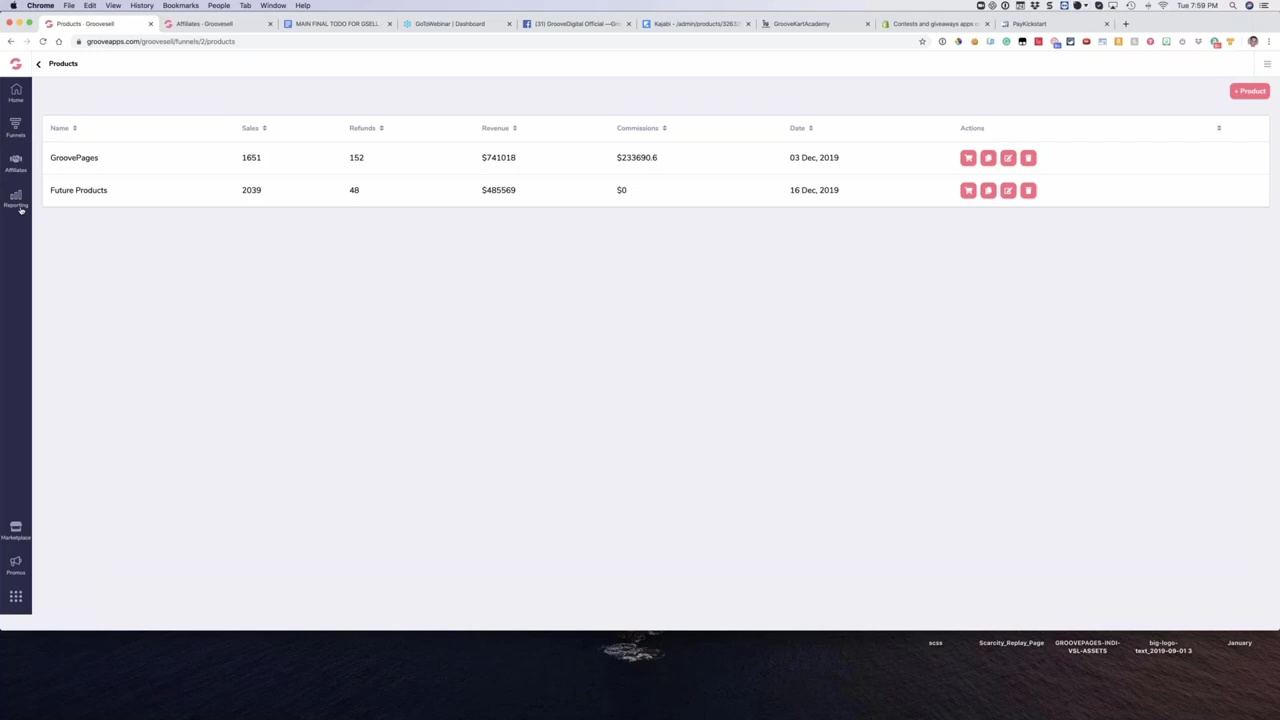 Chrome File Edit View History Bookmarks People Tab Window Help Tue 7:59 PM
Products - Groovesell
Affiliates - Groovesell
MAIN FINAL TODO FOR GSELL
GoToWebinar | Dashboard
(31) GrooveDigital Official —Gro
Kajabi - /admin/products/3263
GrooveKartAcademy
Contests and giveaways apps
PayKickstart
grooveapps.com/groovesell/funnels/2/products
Products
Home
Funnels
Affiliates
Reporting
Marketplace
Promos
+ Product
Name Sales Refunds Revenue Commissions Date Actions
GroovePages 1651 152 $741018 $233690.6 03 Dec, 2019
Future Products 2039 48 $485569 $0 16 Dec, 2019
scss
Scarcity_Replay_Page
GROOVEPAGES-INDI-
VSL-ASSETS
big-logo-
text_2019-09-01 3
January